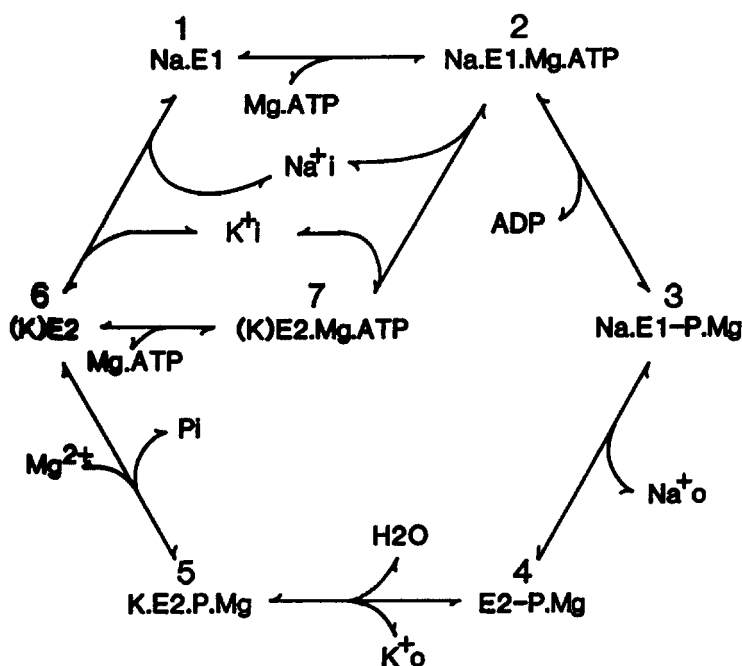 1
2
Na.E1
Na.E1.Mg.ATP
Mg.ATP
Na+i
K+i
ADP
6
7
3
(K)E2
(K)E2.Mg.ATP
Na.E1-P.Mg
Mg.ATP
Pi
Mg2+
Na+o
H2O
5
4
K.E2.P.Mg
E2-P.Mg
K+o